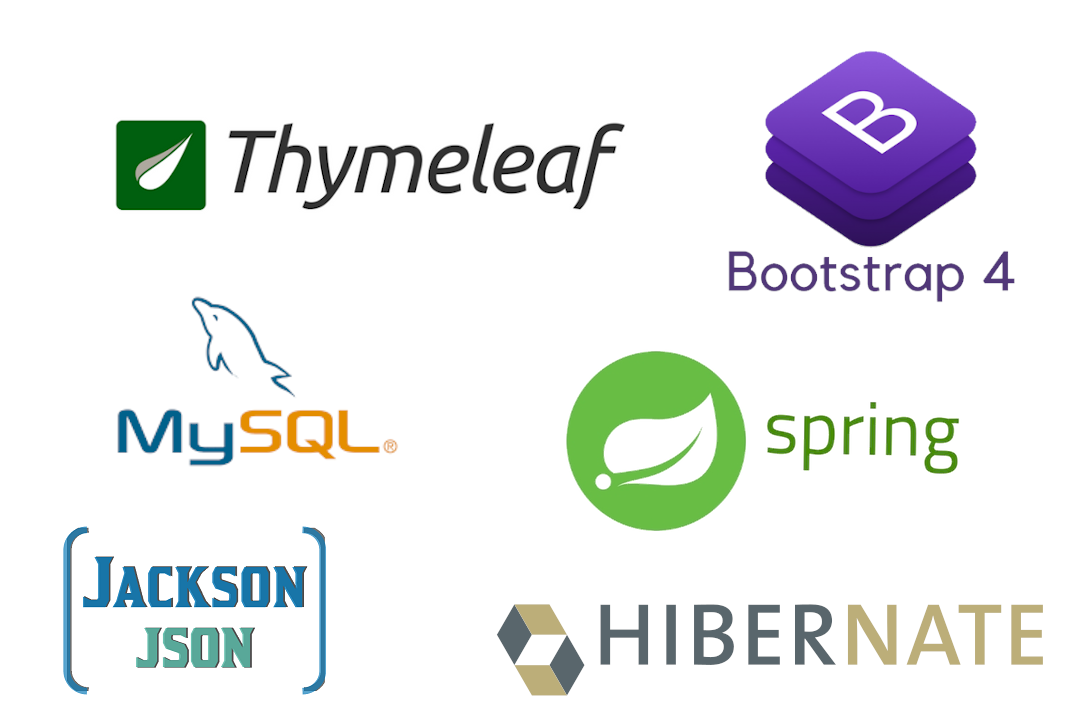 Thymeleaf
B
Bootstrap 4
MySQL®
spring
JACKSON
JSON
HIBERNATE